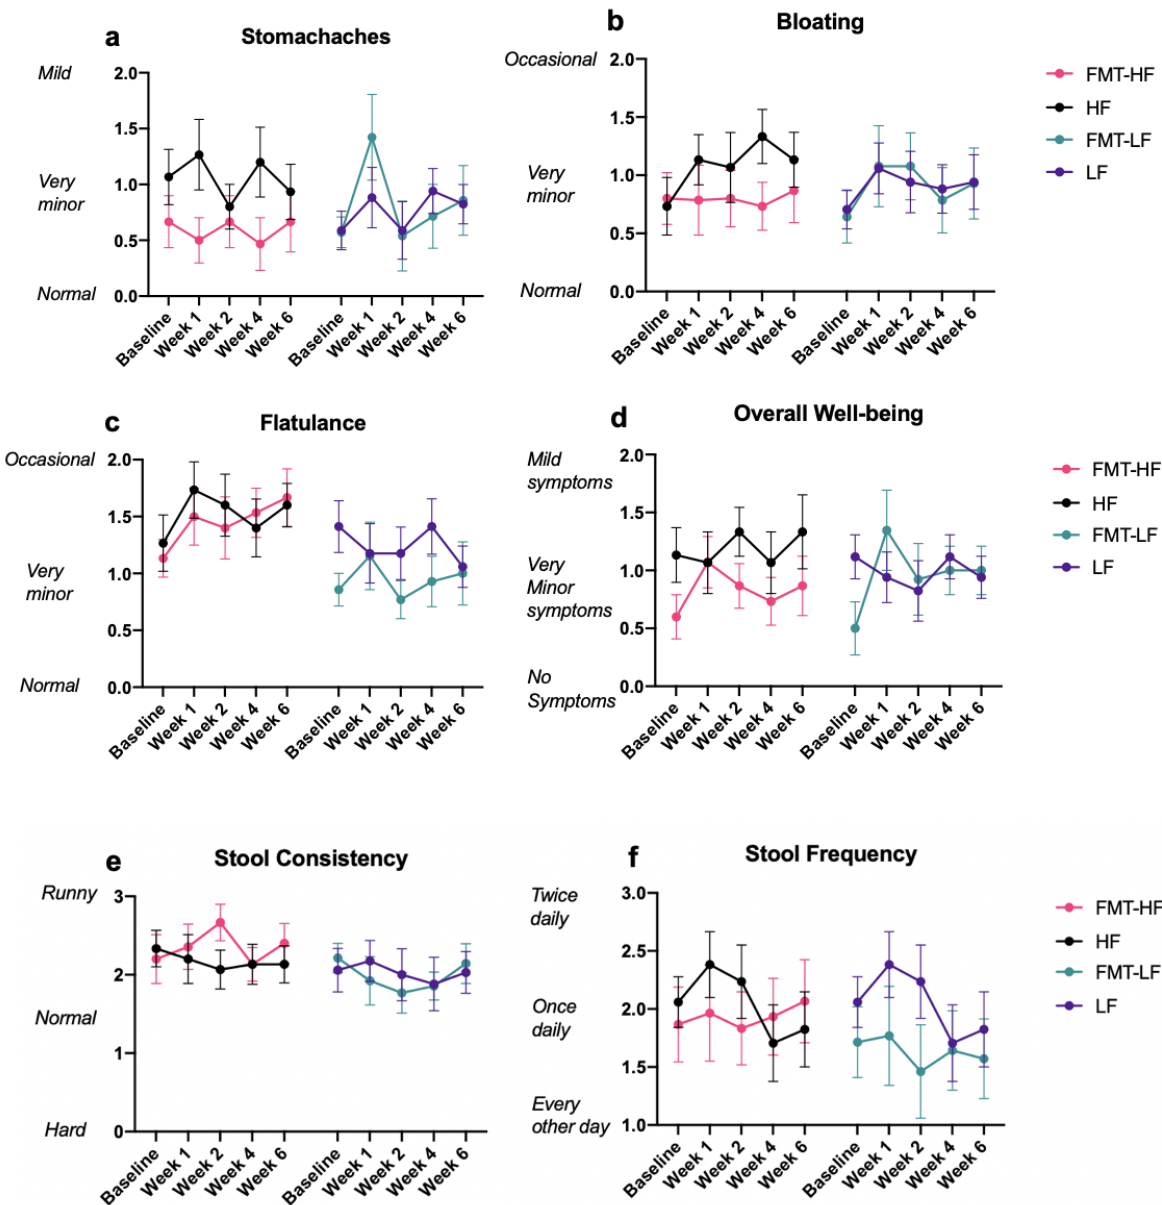 a
Stomachaches
Mild
Very
minor
Normal
2.0
1.5
1.0
0.5
0.0
Baseline
Week 1
Week 2
Week 4
Week 6
Baseline
Week 1
Week 2
Week 4
Week 6
b
Bloating
Occasional
Very
minor
Normal
2.0
1.5
1.0
0.5
0.0
Baseline
Week 1
Week 2
Week 4
Week 6
Baseline
Week 1
Week 2
Week 4
Week 6
FMT-HF
HF
FMT-LF
LF
c
Flatulance
Occasional
Very
minor
Normal
2.0
1.5
1.0
0.5
0.0
Baseline
Week 1
Week 2
Week 4
Week 6
Baseline
Week 1
Week 2
Week 4
Week 6
d
Overall Well-being
Mild
symptoms
Very
Minor
symptoms
No
Symptoms
2.0
1.5
1.0
0.5
0.0
Baseline
Week 1
Week 2
Week 4
Week 6
Baseline
Week 1
Week 2
Week 4
Week 6
FMT-HF
HF
FMT-LF
LF
e
Stool Consistency
Runny
Normal
Hard
3
2
1
0
Baseline
Week 1
Week 2
Week 4
Week 6
Baseline
Week 1
Week 2
Week 4
Week 6
f
Stool Frequency
Twice
daily
Once
daily
Every
other day
3.0
2.5
2.0
1.5
1.0
Baseline
Week 1
Week 2
Week 4
Week 6
Baseline
Week 1
Week 2
Week 4
Week 6
FMT-HF
HF
FMT-LF
LF